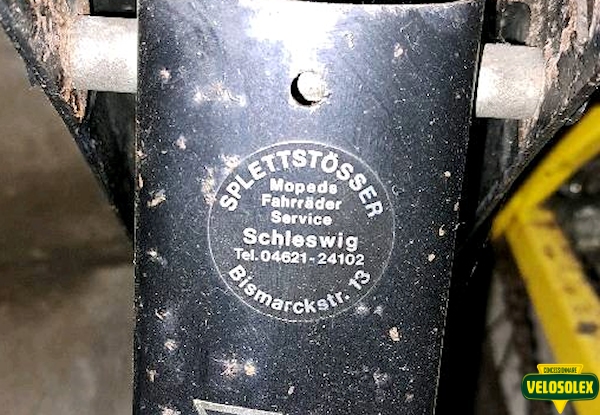 SPLETTSTÖSSER
Mopeds
Fahrräder
Service
Schleswig
Tel. 04621-24102
Bismarckstr. 13
CONCESSIONNAIRE
VELOSOLEX